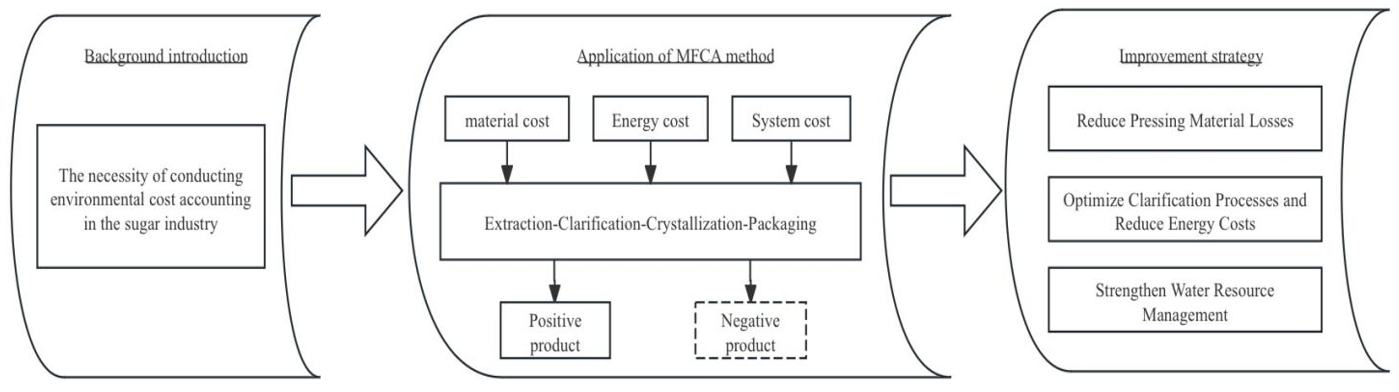 Background introduction
The necessity of conducting
environmental cost accounting
in the sugar industry
Application of MFCA method
material cost
Energy cost
System cost
Extraction-Clarification-Crystallization-Packaging
Positive
product
Negative
product
Improvement strategy
Reduce Pressing Material Losses
Optimize Clarification Processes and
Reduce Energy Costs
Strengthen Water Resource
Management